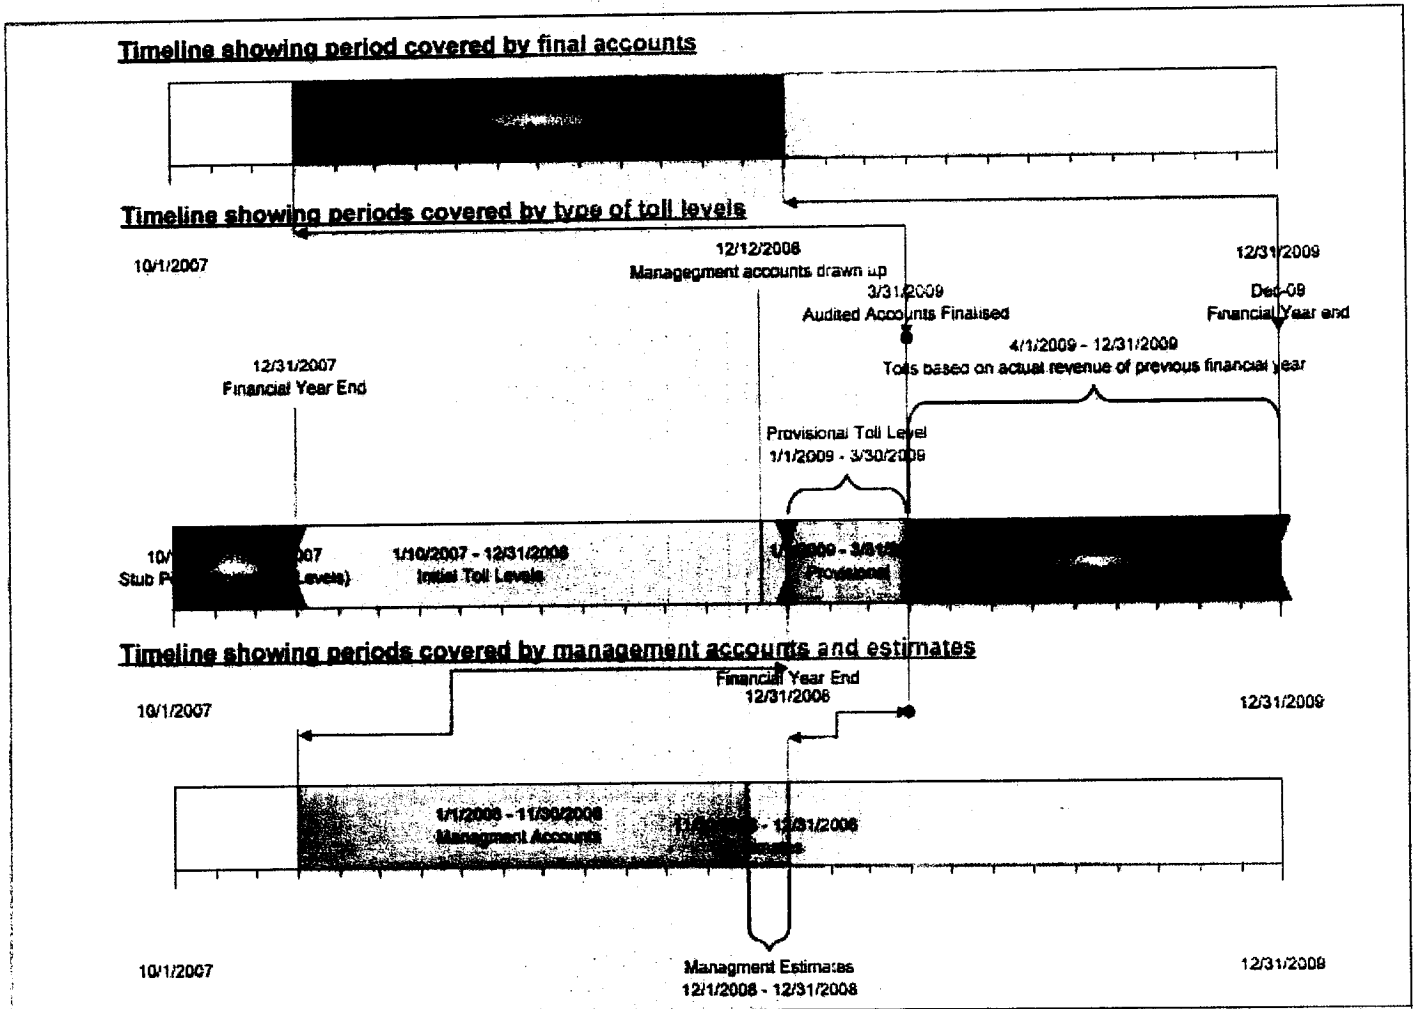 Timeline showing period covered by final accounts
Timeline showing periods covered by type of toll levels
10/1/2007
12/12/2008
Managegment accounts drawn up
12/31/2009
3/31/2009
Audited Accounts Finalised
Dec-09
Financial Year end
4/1/2009 - 12/31/2009
Tolls based on actual revenue of previous financial year
12/31/2007
Financial Year End
Provisional Toll Level
1/1/2009 - 3/30/2009
1/10/2007 - 12/31/2008
Initial Toll Levels
Stub
Levels)
Provisional
Timeline showing periods covered by management accounts and estimates
Financial Year End
12/31/2008
10/1/2007
12/31/2009
1/1/2008 - 11/30/2008
Managment Accounts
- 12/31/2008
10/1/2007
12/31/2009
Managment Estimates
12/1/2008 - 12/31/2008